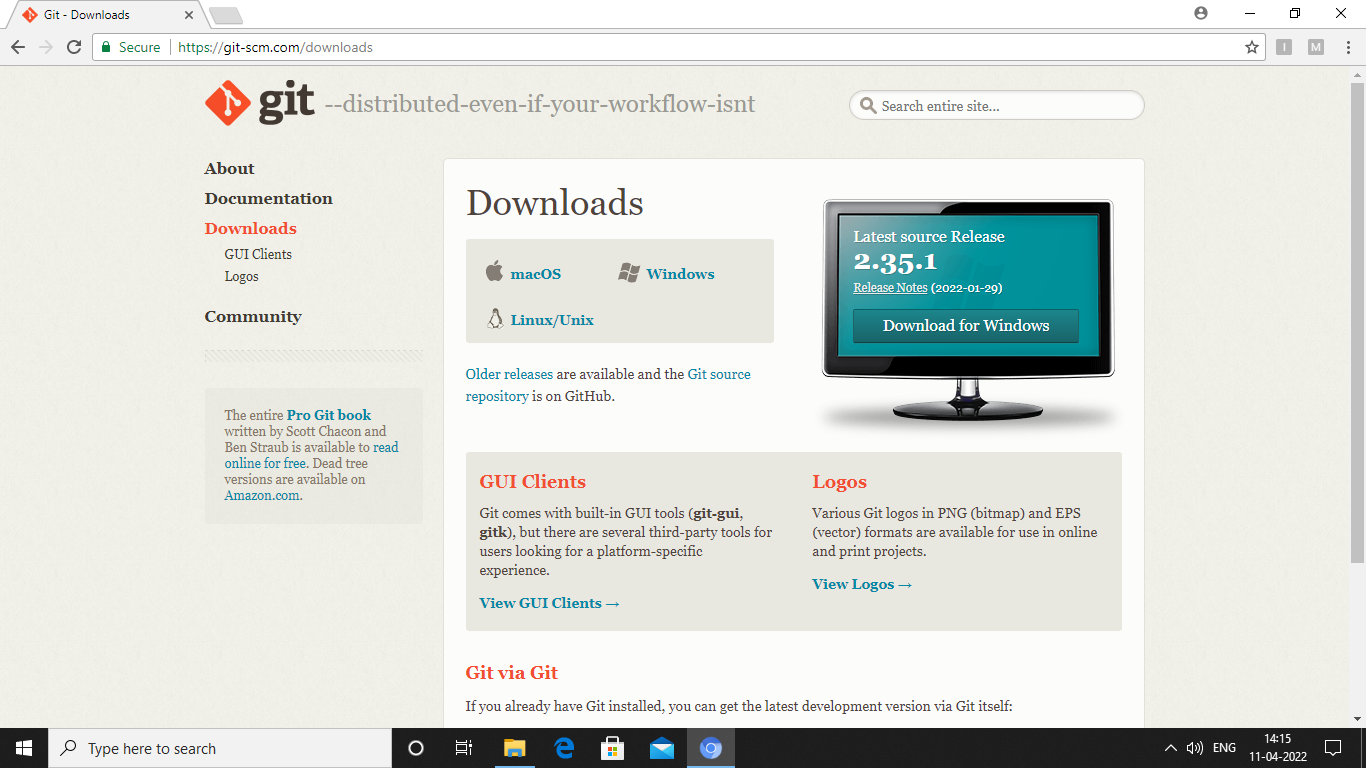 Git - Downloads
Secure
https://git-scm.com/downloads
I
M
git --distributed-even-if-your-workflow-isnt
Search entire site...
About
Documentation
Downloads
GUI Clients
Logos
Community
The entire Pro Git book
written by Scott Chacon and
Ben Straub is available to read
online for free. Dead tree
versions are available on
Amazon.com.
Downloads
macOS
Windows
Linux/Unix
Older releases are available and the Git source
repository is on GitHub.
Latest source Release
2.35.1
Release Notes (2022-01-29)
Download for Windows
GUI Clients
Git comes with built-in GUI tools (git-gui,
gitk), but there are several third-party tools for
users looking for a platform-specific
experience.
View GUI Clients →
Logos
Various Git logos in PNG (bitmap) and EPS
(vector) formats are available for use in online
and print projects.
View Logos →
Git via Git
If you already have Git installed, you can get the latest development version via Git itself:
Type here to search
ENG
14:15
11-04-2022